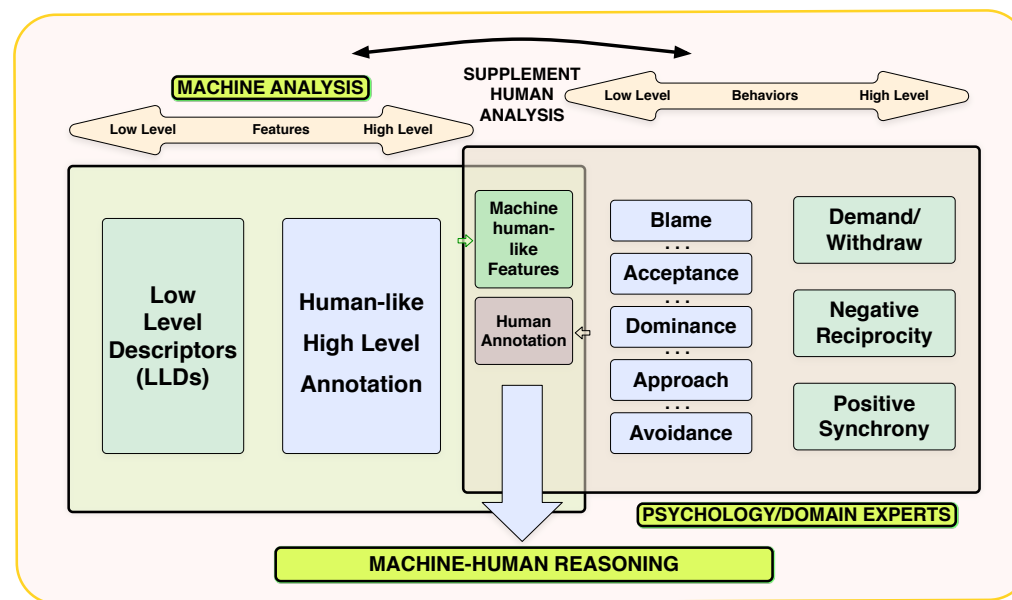 MACHINE ANALYSIS
Low Level Features High Level
SUPPLEMENT
HUMAN
ANALYSIS
Low Level Behaviors High Level
Low
Level
Descriptors
(LLDs)
Human-like
High Level
Annotation
Machine
human-
like
Features
Human
Annotation
Blame
...
Acceptance
...
Dominance
...
Approach
...
Avoidance
Demand/
Withdraw
Negative
Reciprocity
Positive
Synchrony
PSYCHOLOGY/DOMAIN EXPERTS
MACHINE-HUMAN REASONING